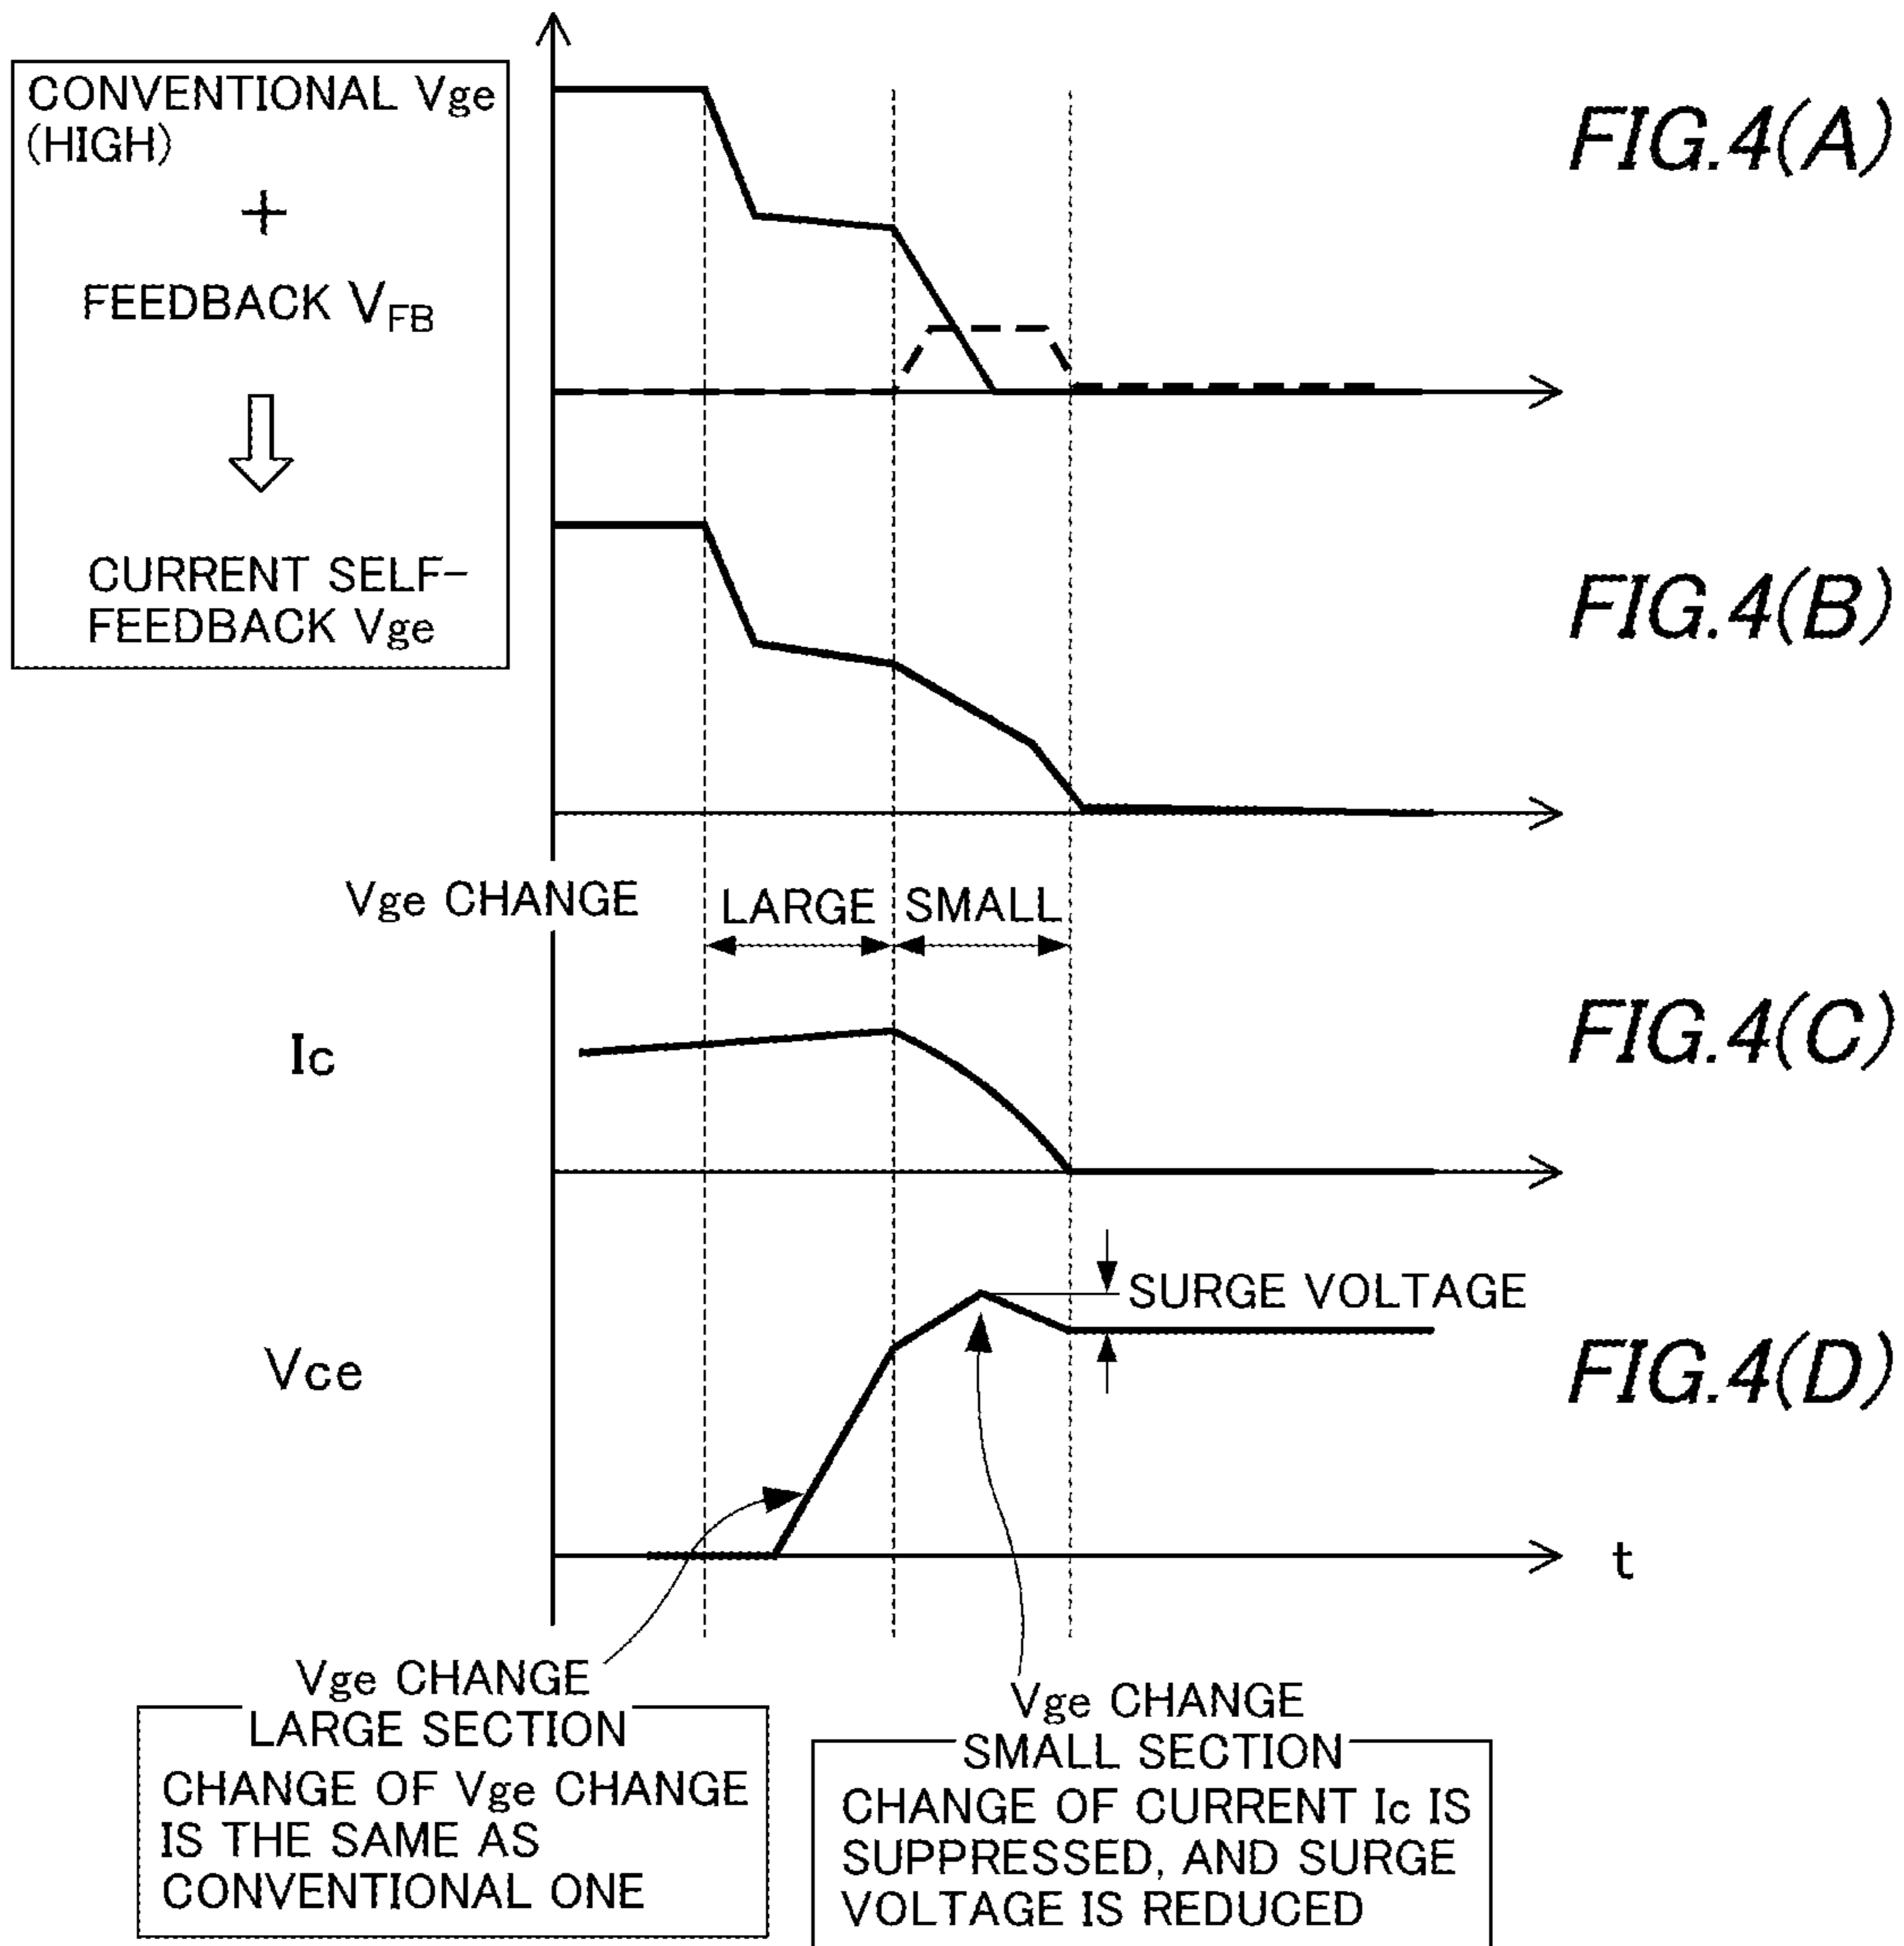 CONVENTIONAL Vge
(HIGH)
+
FEEDBACK VFB
CURRENT SELF-
FEEDBACK Vge
FIG.4(A)
FIG.4(B)
Vge CHANGE
LARGE
SMALL
Ic
FIG.4(C)
SURGE VOLTAGE
Vce
FIG.4(D)
t
Vge CHANGE
LARGE SECTION
CHANGE OF Vge CHANGE
IS THE SAME AS
CONVENTIONAL ONE
Vge CHANGE
SMALL SECTION
CHANGE OF CURRENT Ic IS
SUPPRESSED, AND SURGE
VOLTAGE IS REDUCED